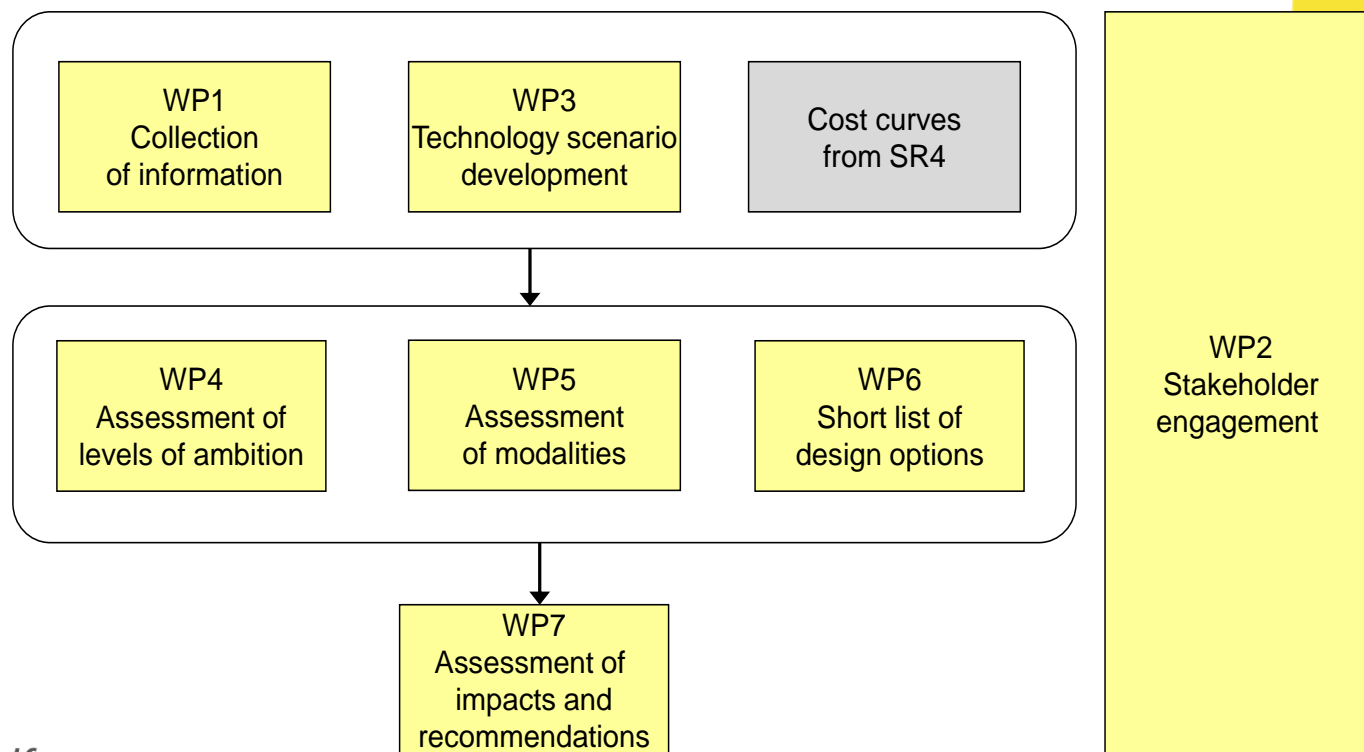 WP1
Collection
of information
WP3
Technology scenario
development
Cost curves
from SR4
WP4
Assessment of
levels of ambition
WP5
Assessment
of modalities
WP6
Short list of
design options
WP2
Stakeholder
engagement
WP7
Assessment of
impacts and
recommendations